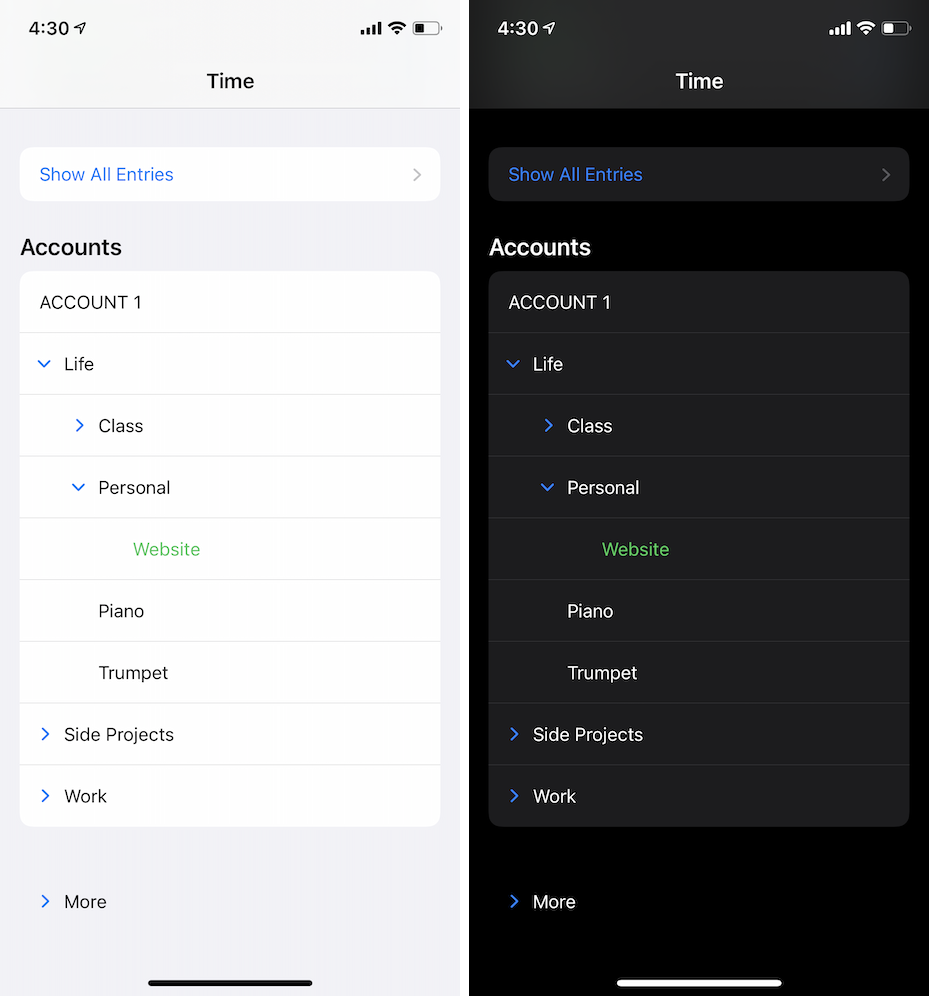 4:30
Time
Show All Entries
Accounts
ACCOUNT 1
Life
Class
Personal
Website
Piano
Trumpet
Side Projects
Work
More
4:30
Time
Show All Entries
Accounts
ACCOUNT 1
Life
Class
Personal
Website
Piano
Trumpet
Side Projects
Work
More